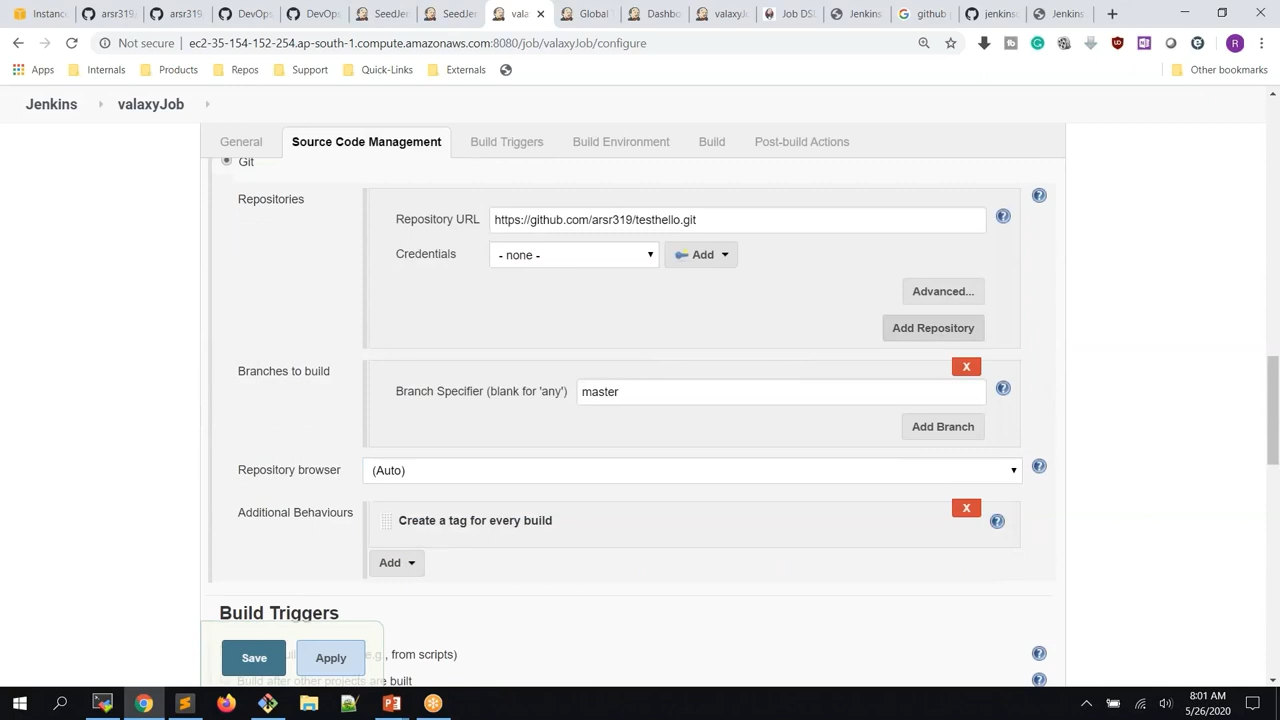 Instanc
arsr319
arsr319
DevOp:
DevOp:
SeedJe
SeedJe
vala
Global T
Dashbo
valaxyJ
Job DSL
Jenkins
github
jenkins
Jenkins
Not secure ec2-35-154-152-254.ap-south-1.compute.amazonaws.com:8080/job/valaxyJob/configure
R
Apps Internals Products Repos Support Quick-Links Externals Other bookmarks
Jenkins valaxyJob
General Source Code Management Build Triggers Build Environment Build Post-build Actions
Git
Repositories
Repository URL https://github.com/arsr319/testhello.git
Credentials - none - Add
Advanced...
Add Repository
Branches to build X
Branch Specifier (blank for 'any') master
Add Branch
Repository browser (Auto)
Additional Behaviours X
Create a tag for every build
Add
Build Triggers
Save Apply , from scripts)
Build after other projects are built
8:01 AM
5/26/2020